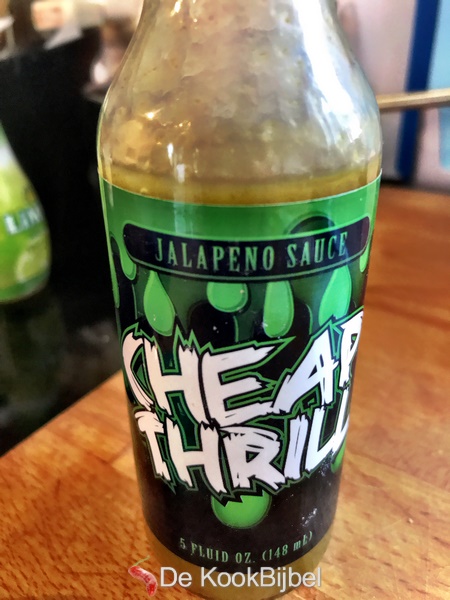 JALAPENO SAUCE
CHEAP
THRILL
5 FLUID OZ. (148 mL)
De KookBijbel